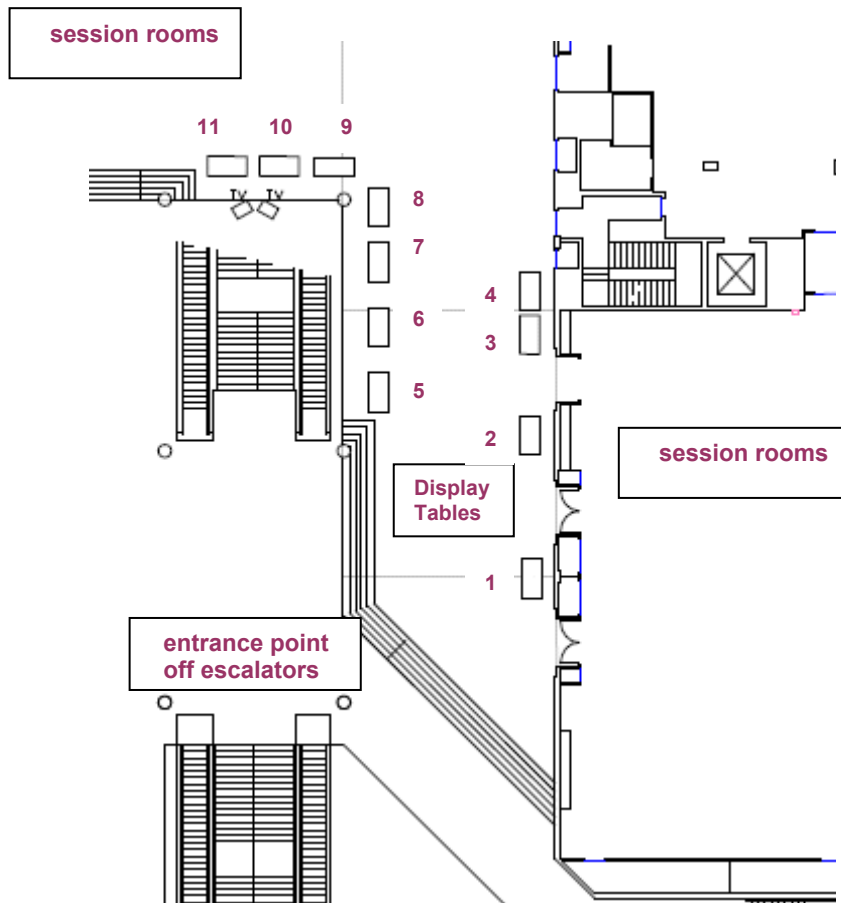 session rooms
11
10
9
TV
TV
8
7
4
6
3
5
2
session rooms
Display
Tables
1
entrance point
off escalators